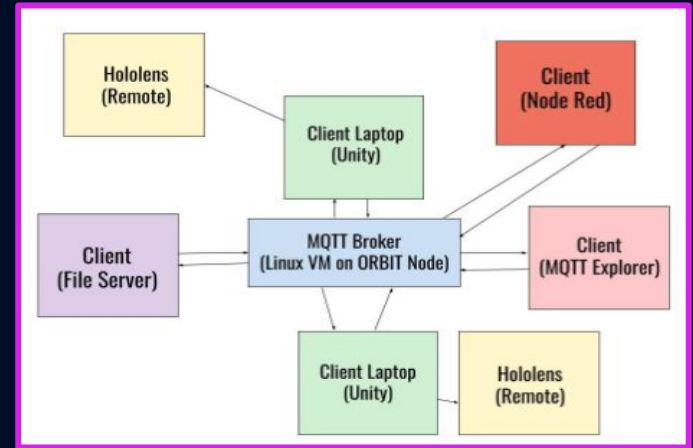 Hololens
(Remote)
Client
(Node Red)
Client Laptop
(Unity)
Client
(File Server)
MQTT Broker
(Linux VM on ORBIT Node)
Client
(MQTT Explorer)
Client Laptop
(Unity)
Hololens
(Remote)